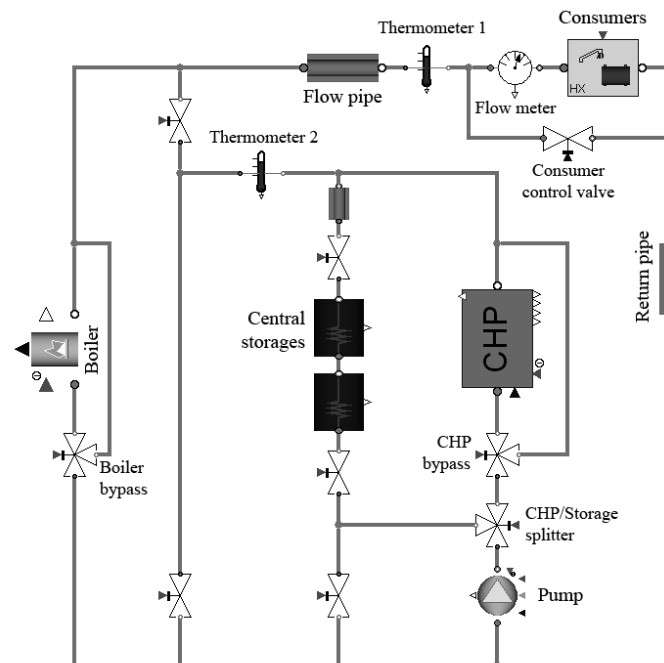 Consumers
Thermometer 1
HX
Flow pipe
Flow meter
Thermometer 2
Consumer
control valve
Return pipe
Central
storages
CHP
Boiler
CHP
bypass
Boiler
bypass
CHP/Storage
splitter
Pump